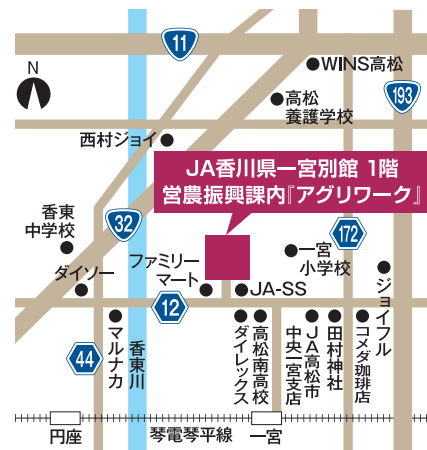 11
N
WINS高松
193
高松
養護学校
西村ジョイ
JA香川県一宮別館 1階
営農振興課内『アグリワーク』
香東
中学校
32
172
一宮
小学校
ファミリー
マート
ダイソー
JA-SS
ジョイフル
12
マルナカ
44
香東川
ダイレックス
高松南高校
JA高松市
中央一宮支店
田村神社
コメダ珈琲店
円座
琴電琴平線
一宮